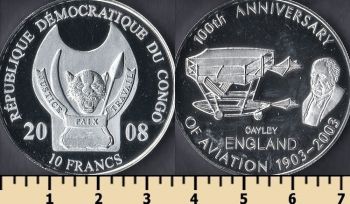 RÉPUBLIQUE DÉMOCRATIQUE DU CONGO
JUSTICE
PAIX
TRAVAIL
20 08
10 FRANCS
100th ANNIVERSARY
CAYLEY
ENGLAND
OF AVIATION 1903-2003
1 2 3 4 5 6 7